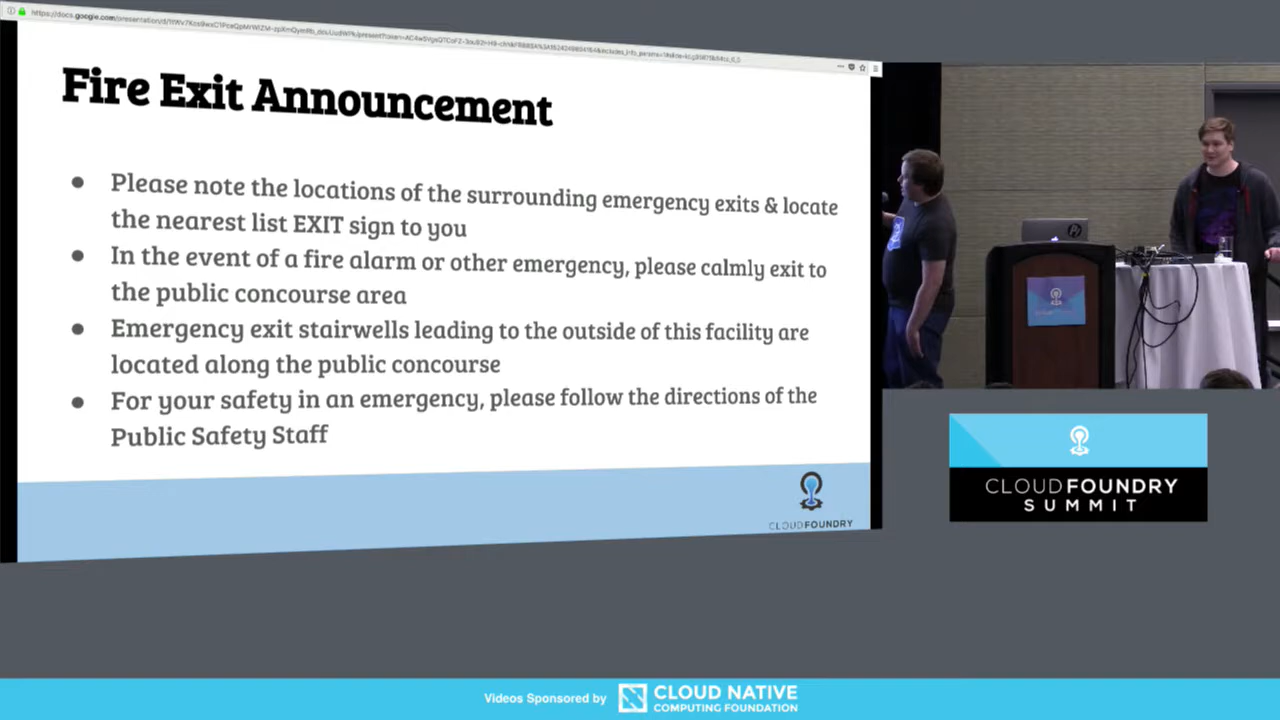 Fire Exit Announcement
● Please note the locations of the surrounding emergency exits & locate
the nearest list EXIT sign to you
● In the event of a fire alarm or other emergency, please calmly exit to
the public concourse area
● Emergency exit stairwells leading to the outside of this facility are
located along the public concourse
● For your safety in an emergency, please follow the directions of the
Public Safety Staff
CLOUDFOUNDRY
CLOUDFOUNDRY
SUMMIT
Videos Sponsored by
CLOUD NATIVE
COMPUTING FOUNDATION